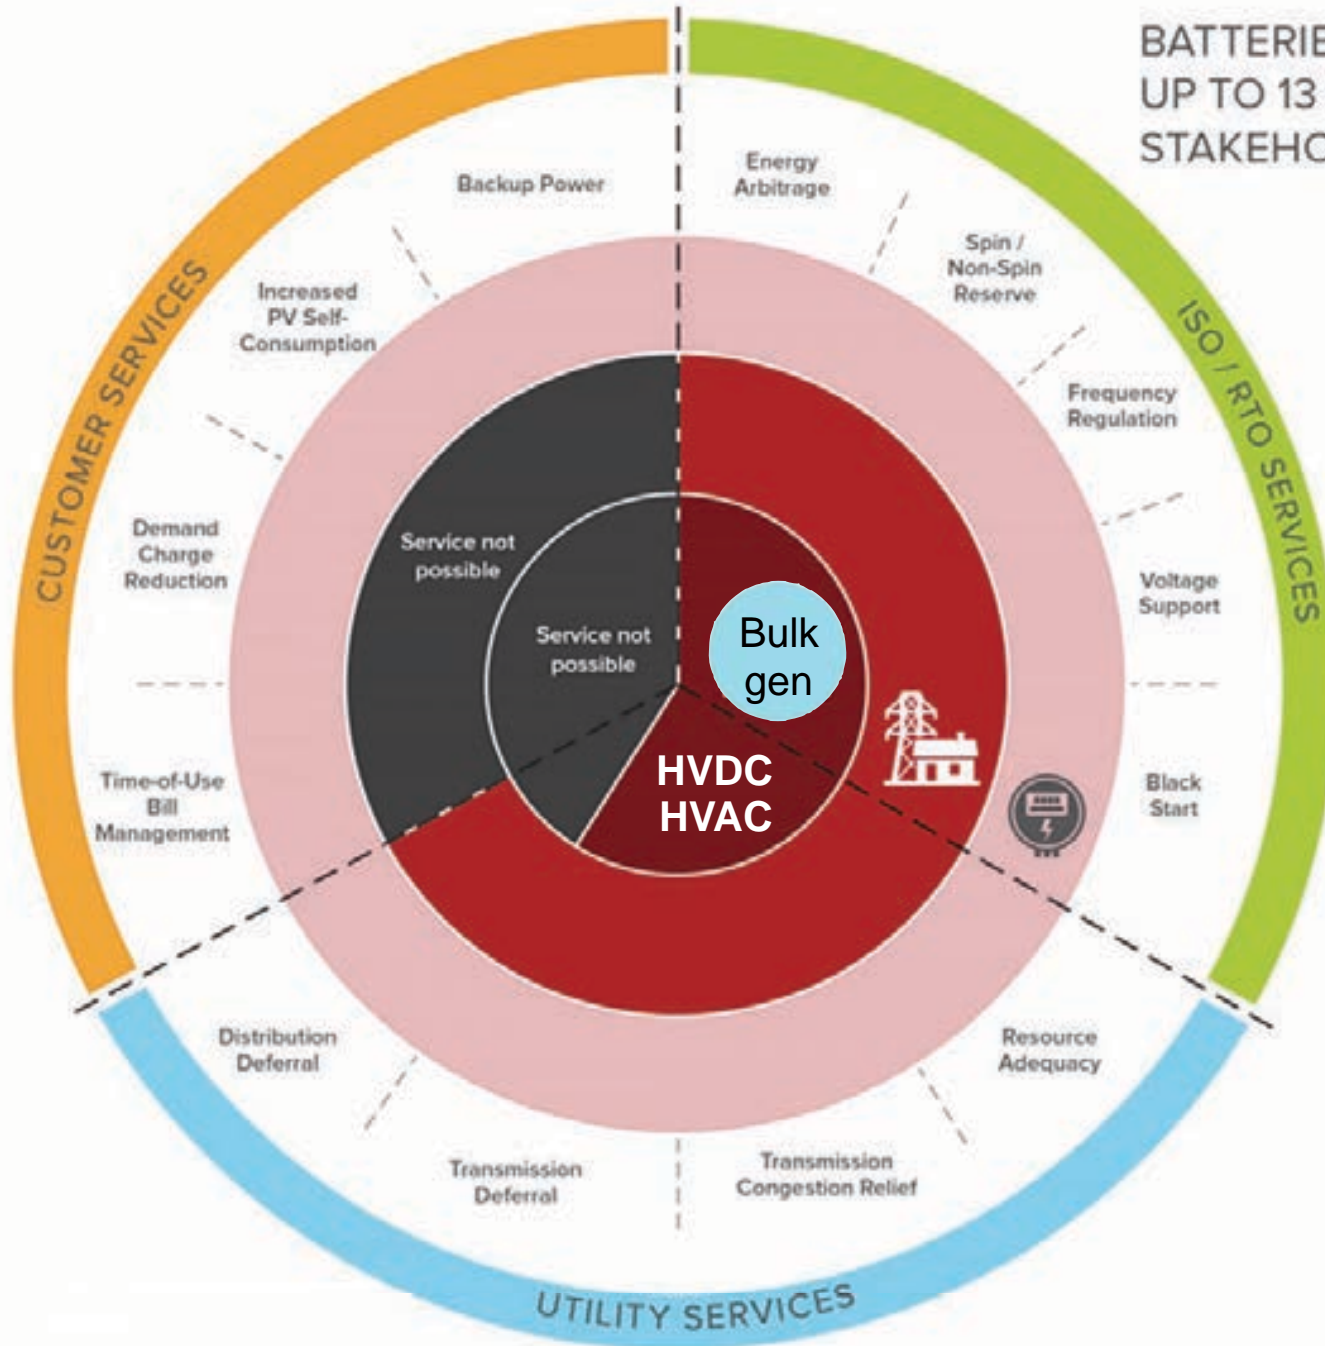 BATTERIE
UP TO 13
STAKEHO
CUSTOMER SERVICES
ISO / RTO SERVICES
UTILITY SERVICES
Backup Power
Increased
PV Self-
Consumption
Demand
Charge
Reduction
Time-of-Use
Bill
Management
Energy
Arbitrage
Spin /
Non-Spin
Reserve
Frequency
Regulation
Voltage
Support
Black
Start
Resource
Adequacy
Transmission
Congestion Relief
Transmission
Deferral
Distribution
Deferral
Service not
possible
Service not
possible
Bulk
gen
HVDC
HVAC